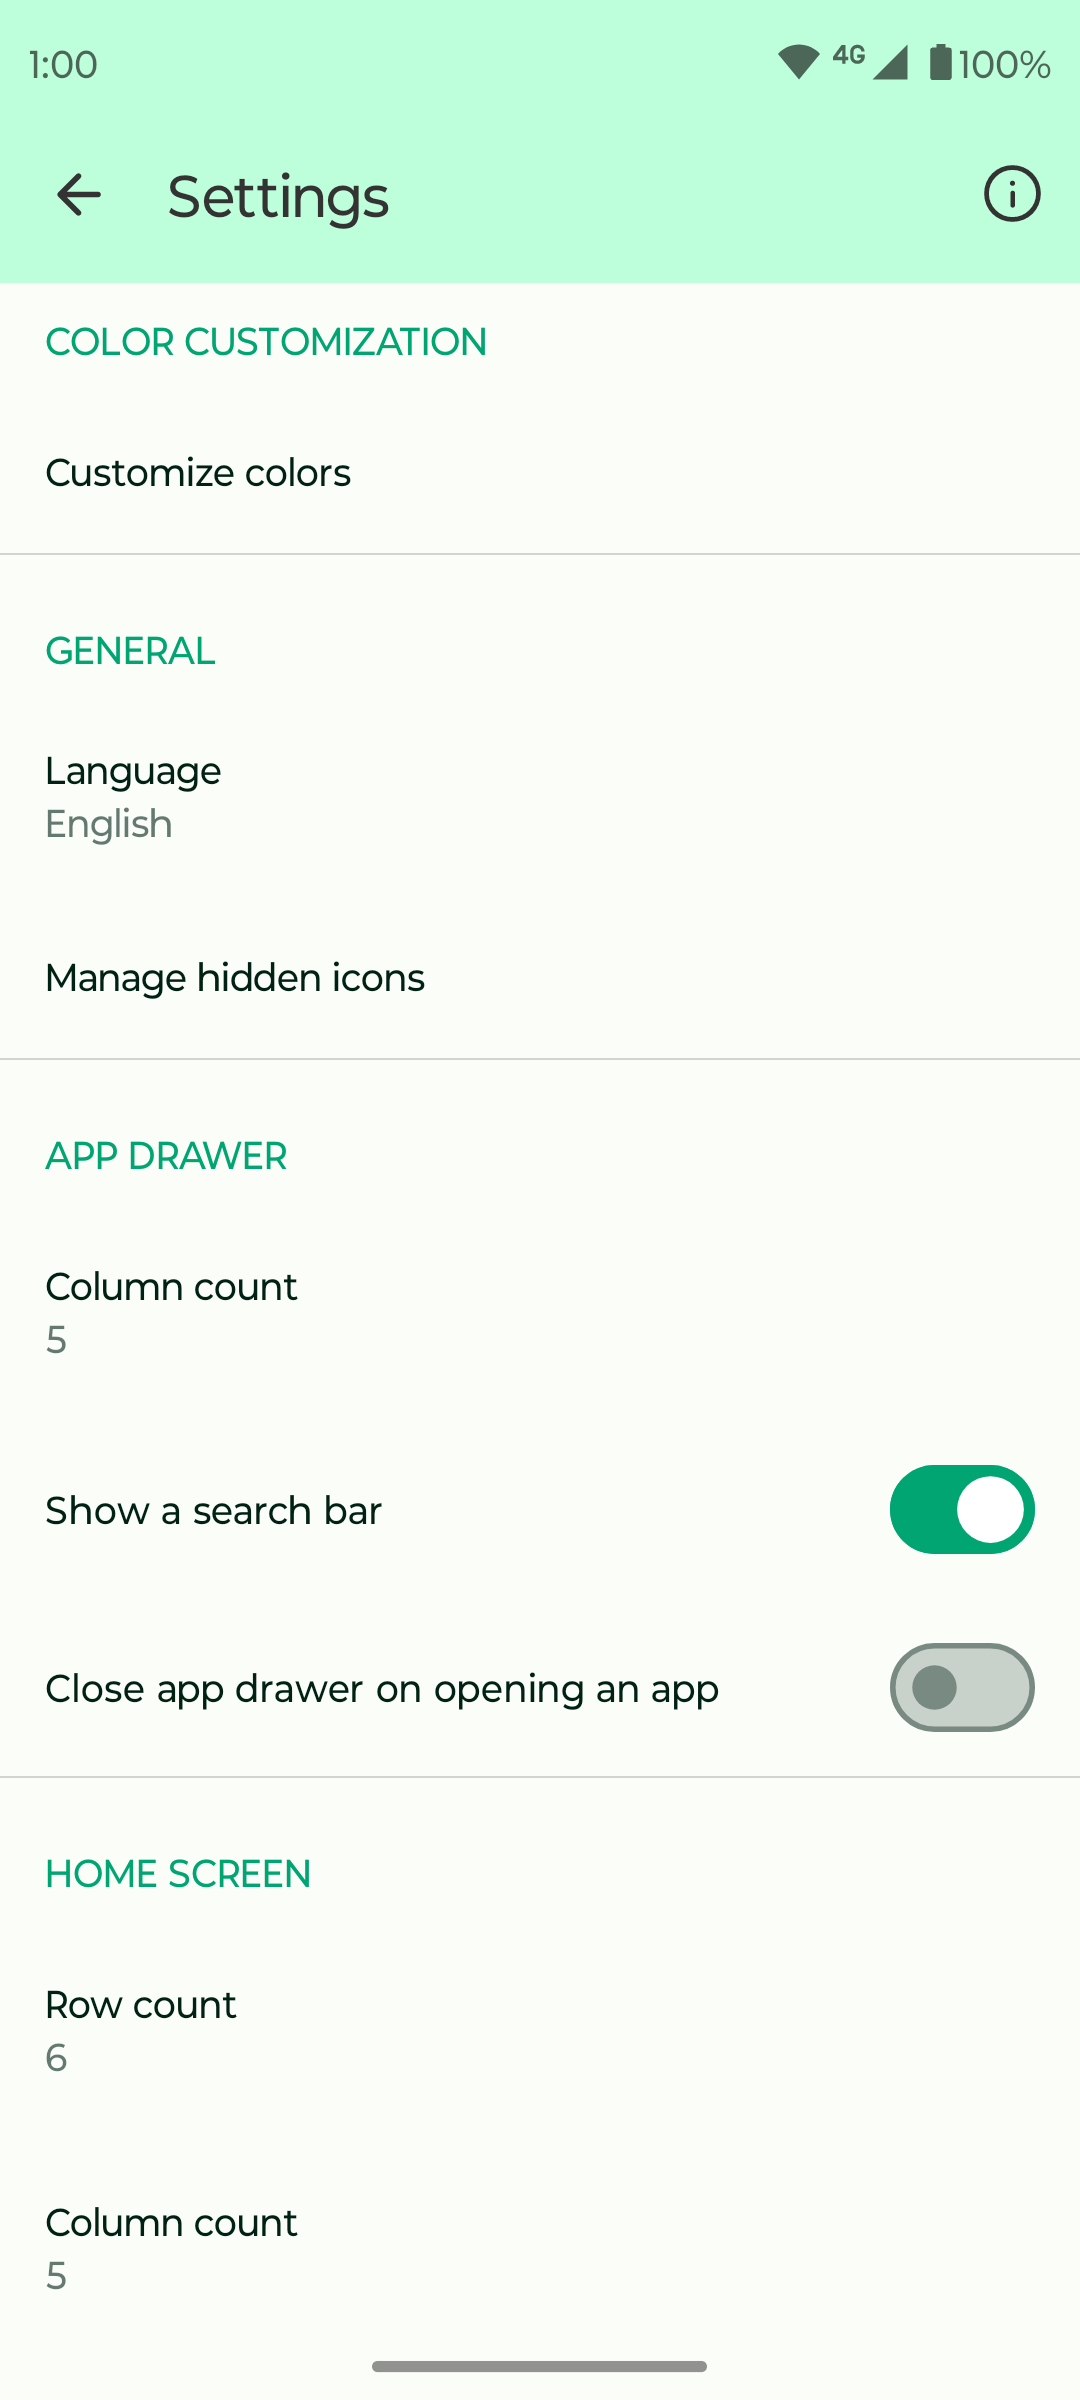 1:00
4G
100%
Settings
COLOR CUSTOMIZATION
Customize colors
GENERAL
Language
English
Manage hidden icons
APP DRAWER
Column count
5
Show a search bar
Close app drawer on opening an app
HOME SCREEN
Row count
6
Column count
5